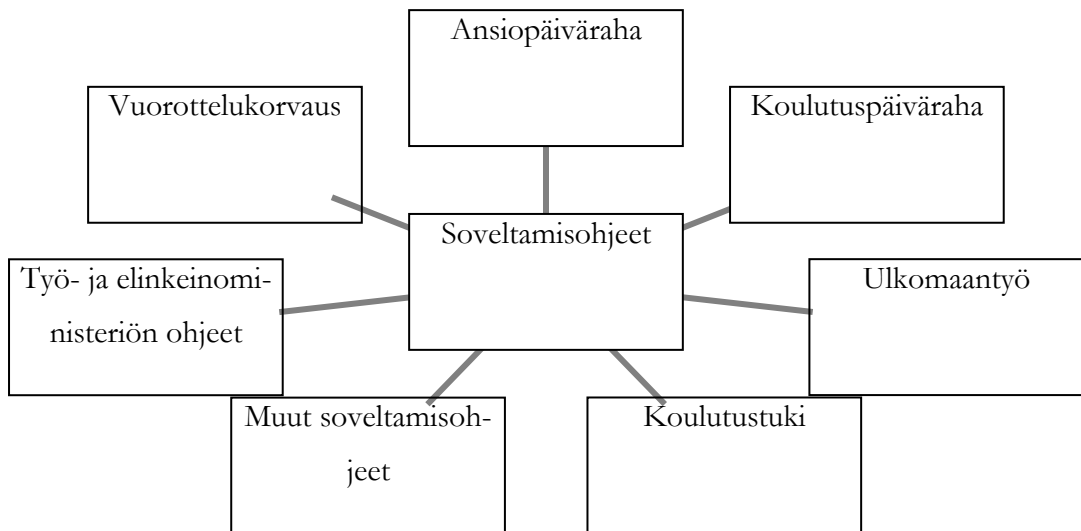 Ansiopäiväraha
Vuorottelukorvaus
Koulutuspäiväraha
Soveltamisohjeet
Työ- ja elinkeinomi-
nisteriön ohjeet
Ulkomaantyö
Muut soveltamisoh-
jeet
Koulutustuki